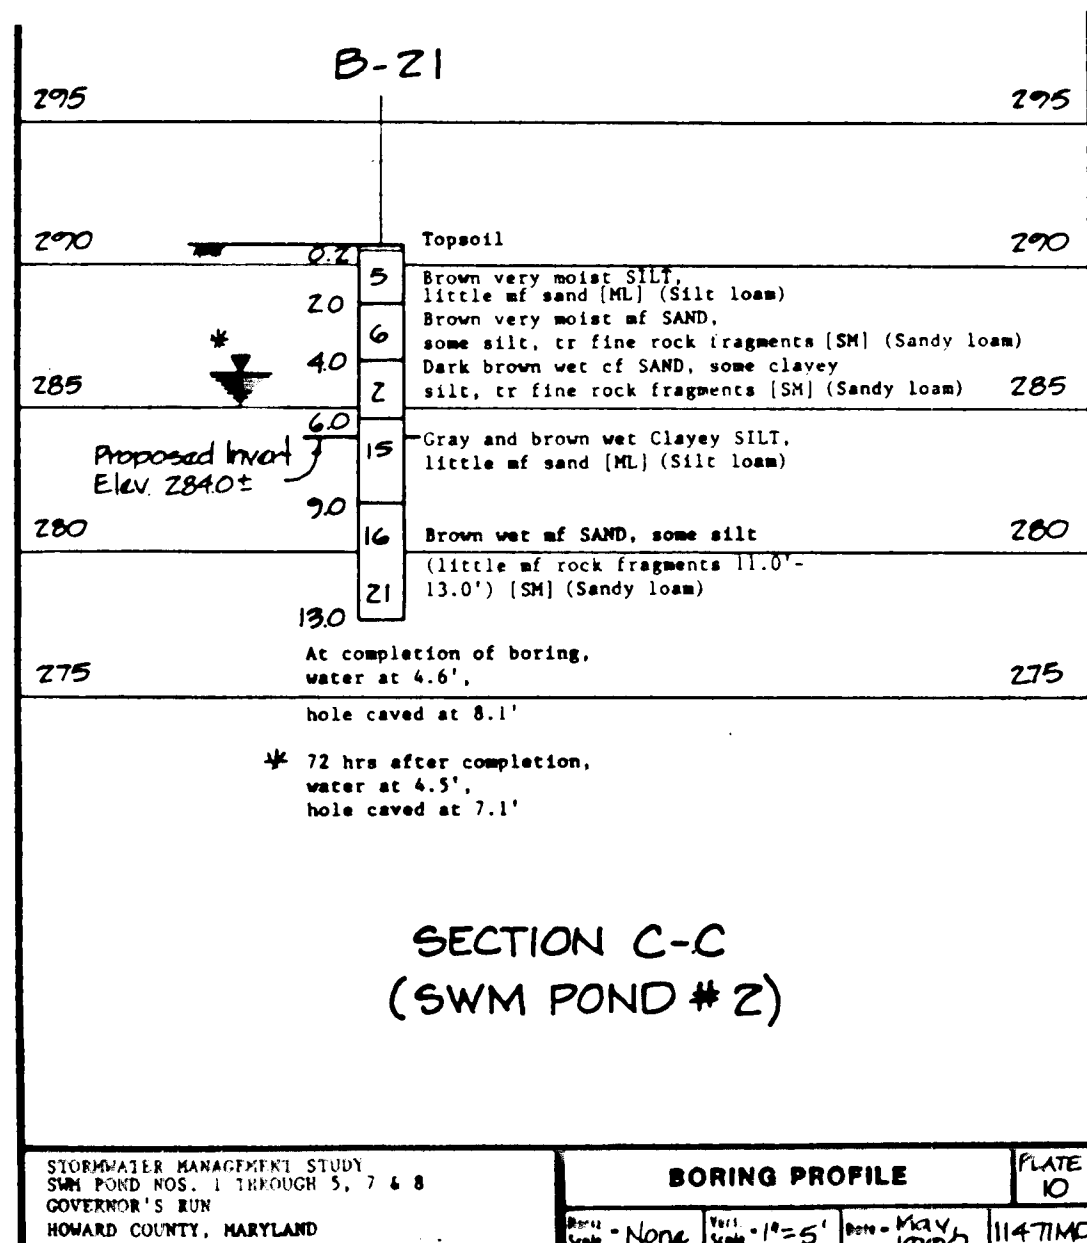 B-21
295 295
290 290
Topsoil
0.2
5 Brown very moist SILT,
little mf sand [ML] (Silt loam)
2.0
Brown very moist mf SAND,
6 some silt, tr fine rock fragments [SM] (Sandy loam)
*
4.0 Dark brown wet cf SAND, some clayey
285 2 silt, tr fine rock fragments [SM] (Sandy loam) 285
6.0
Gray and brown wet Clayey SILT,
15 little mf sand [ML] (Silt loam)
Proposed Invert
Elev. 284.0±
9.0
280 16 Brown wet mf SAND, some silt 280
(little mf rock fragments 11.0'-
21 13.0') [SM] (Sandy loam)
13.0
At completion of boring,
275 water at 4.6', 275
hole caved at 8.1'
* 72 hrs after completion,
water at 4.5',
hole caved at 7.1'
SECTION C-C
(SWM POND # 2)
STORMWATER MANAGEMENT STUDY
SWM POND NOS. 1 THROUGH 5, 7 & 8
GOVERNOR'S RUN
HOWARD COUNTY, MARYLAND
BORING PROFILE
PLATE
10
Horiz. Scale - None
Vert. Scale - 1"=5'
Date - May,
11471MC